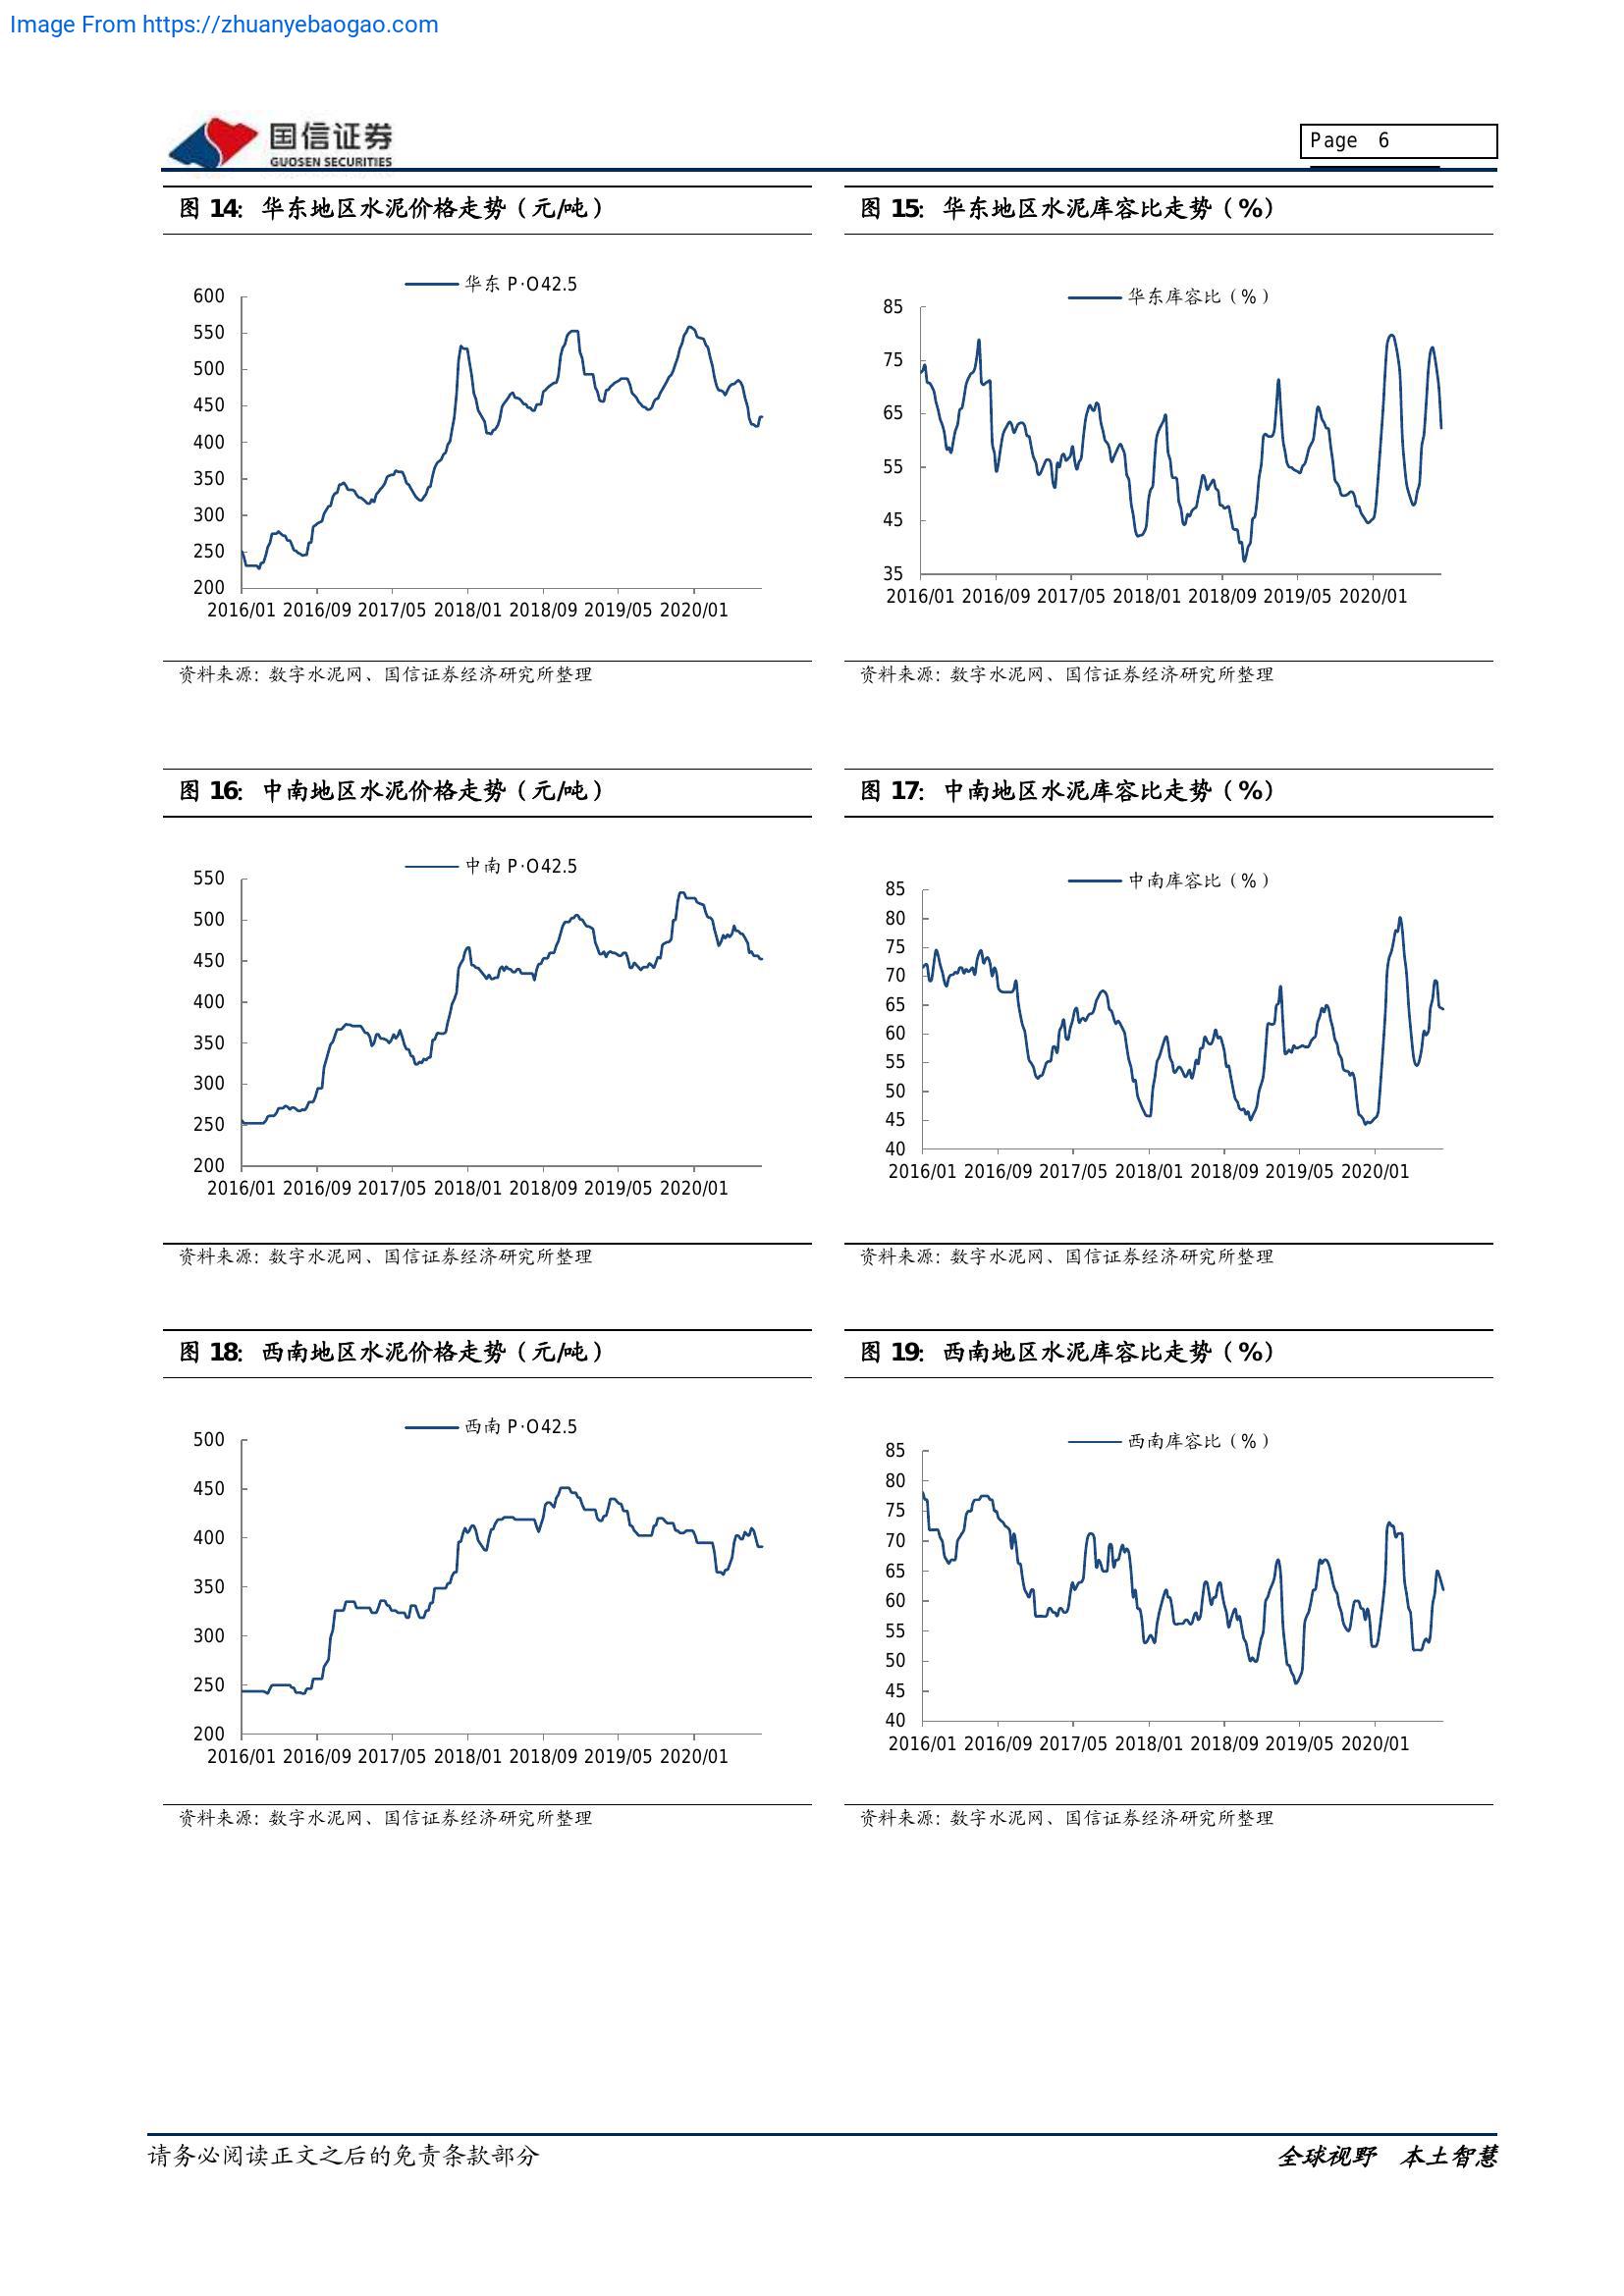 Image From https://zhuanyebaogao.com
国信证券
GUOSEN SECURITIES
Page 6
图 14: 华东地区水泥价格走势（元/吨）
华东 P·O42.5
600
550
500
450
400
350
300
250
200
2016/01 2016/09 2017/05 2018/01 2018/09 2019/05 2020/01
资料来源: 数字水泥网、国信证券经济研究所整理
图 15: 华东地区水泥库容比走势（%）
华东库容比（%）
85
75
65
55
45
35
2016/01 2016/09 2017/05 2018/01 2018/09 2019/05 2020/01
资料来源: 数字水泥网、国信证券经济研究所整理
图 16: 中南地区水泥价格走势（元/吨）
中南 P·O42.5
550
500
450
400
350
300
250
200
2016/01 2016/09 2017/05 2018/01 2018/09 2019/05 2020/01
资料来源: 数字水泥网、国信证券经济研究所整理
图 17: 中南地区水泥库容比走势（%）
中南库容比（%）
85
80
75
70
65
60
55
50
45
40
2016/01 2016/09 2017/05 2018/01 2018/09 2019/05 2020/01
资料来源: 数字水泥网、国信证券经济研究所整理
图 18: 西南地区水泥价格走势（元/吨）
西南 P·O42.5
500
450
400
350
300
250
200
2016/01 2016/09 2017/05 2018/01 2018/09 2019/05 2020/01
资料来源: 数字水泥网、国信证券经济研究所整理
图 19: 西南地区水泥库容比走势（%）
西南库容比（%）
85
80
75
70
65
60
55
50
45
40
2016/01 2016/09 2017/05 2018/01 2018/09 2019/05 2020/01
资料来源: 数字水泥网、国信证券经济研究所整理
请务必阅读正文之后的免责条款部分
全球视野 本土智慧